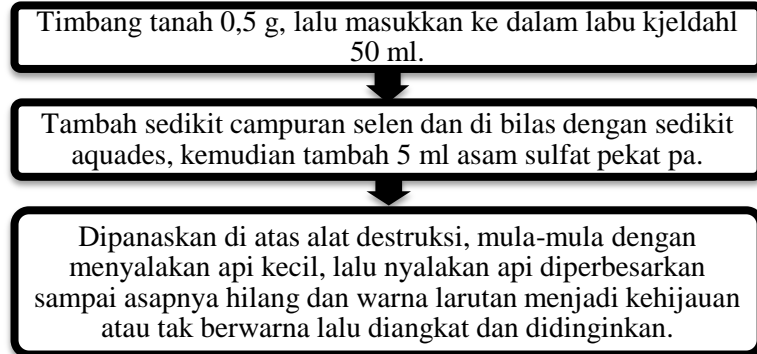 Timbang tanah 0,5 g, lalu masukkan ke dalam labu kjeldahl
50 ml.
Tambah sedikit campuran selen dan di bilas dengan sedikit
aquades, kemudian tambah 5 ml asam sulfat pekat pa.
Dipanaskan di atas alat destruksi, mula-mula dengan
menyalakan api kecil, lalu nyalakan api diperbesarkan
sampai asapnya hilang dan warna larutan menjadi kehijauan
atau tak berwarna lalu diangkat dan didinginkan.